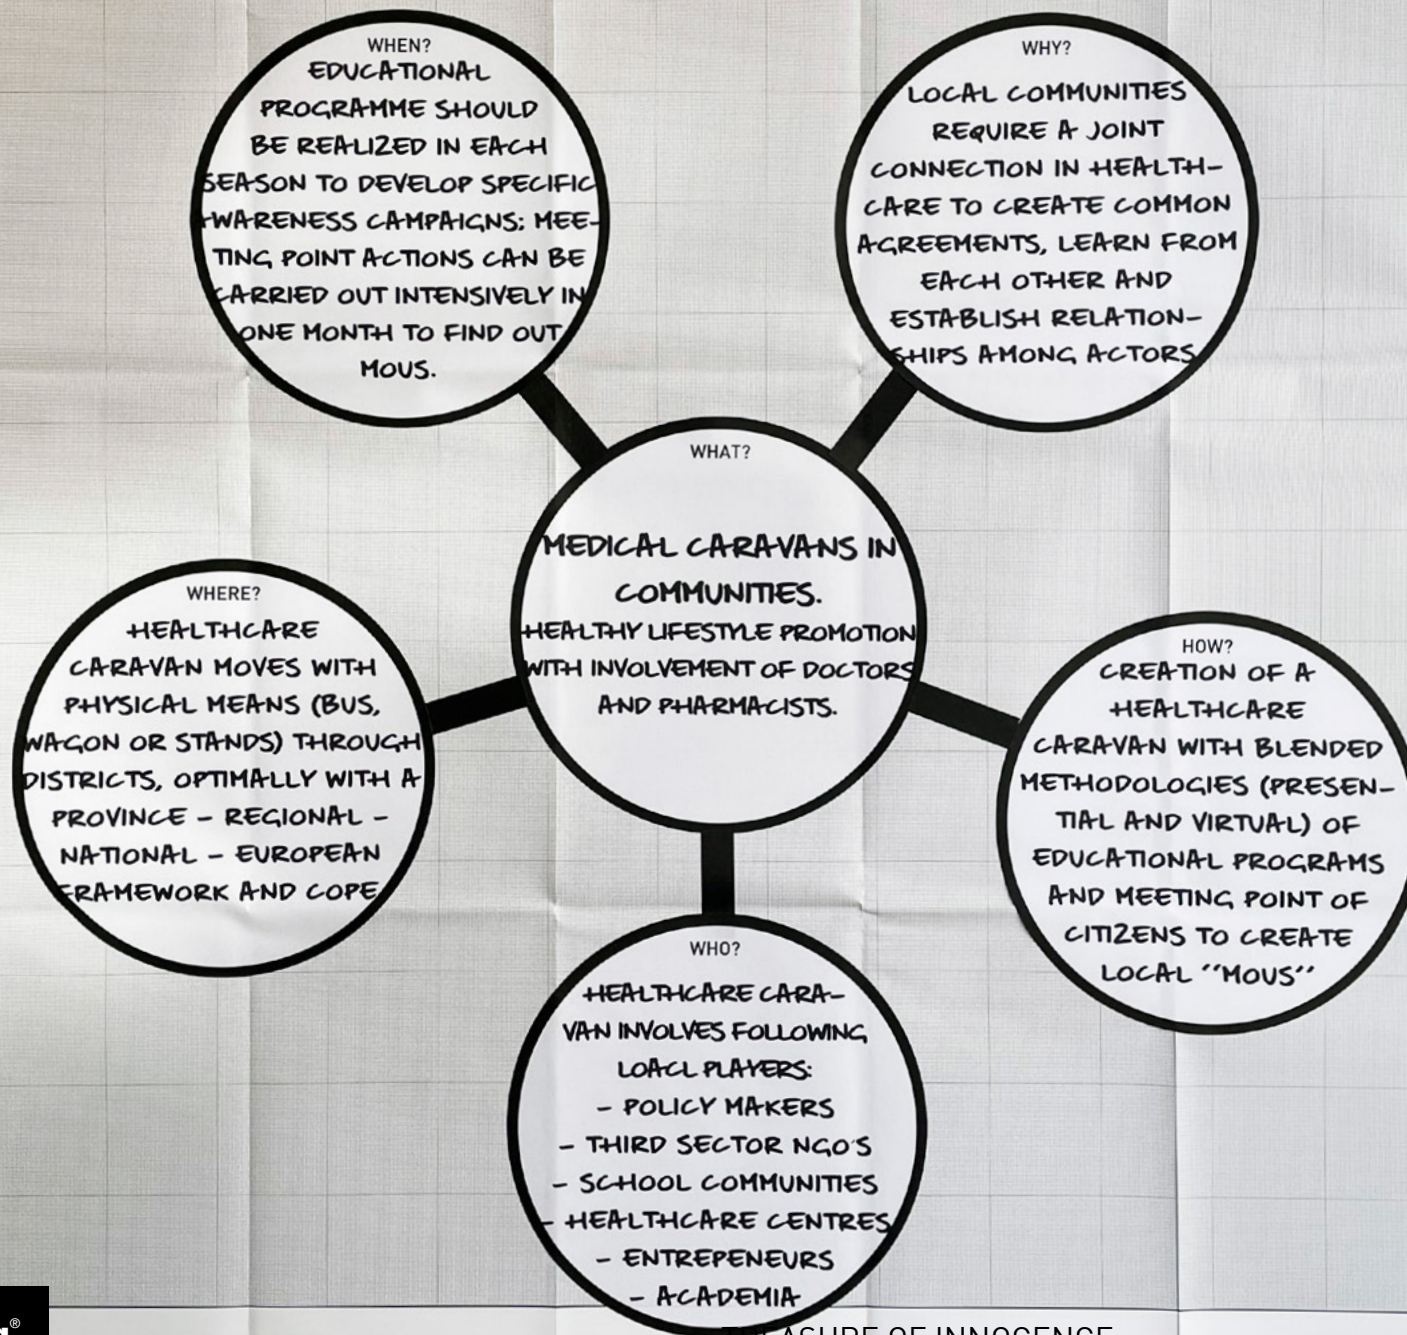 WHEN?
EDUCATIONAL
PROGRAMME SHOULD
BE REALIZED IN EACH
SEASON TO DEVELOP SPECIFIC
AWARENESS CAMPAIGNS; MEE-
TING POINT ACTIONS CAN BE
CARRIED OUT INTENSIVELY IN
ONE MONTH TO FIND OUT
MOUS.
WHY?
LOCAL COMMUNITIES
REQUIRE A JOINT
CONNECTION IN HEALTH-
CARE TO CREATE COMMON
AGREEMENTS, LEARN FROM
EACH OTHER AND
ESTABLISH RELATION-
SHIPS AMONG ACTORS
WHAT?
MEDICAL CARAVANS IN
COMMUNITIES.
HEALTHY LIFESTYLE PROMOTION
WITH INVOLVEMENT OF DOCTORS
AND PHARMACISTS.
WHERE?
HEALTHCARE
CARAVAN MOVES WITH
PHYSICAL MEANS (BUS,
WAGON OR STANDS) THROUGH
DISTRICTS, OPTIMALLY WITH A
PROVINCE - REGIONAL -
NATIONAL - EUROPEAN
FRAMEWORK AND COPE
HOW?
CREATION OF A
HEALTHCARE
CARAVAN WITH BLENDED
METHODOLOGIES (PRESEN-
TIAL AND VIRTUAL) OF
EDUCATIONAL PROGRAMS
AND MEETING POINT OF
CITIZENS TO CREATE
LOCAL "MOUS"
WHO?
HEALTHCARE CARA-
VAN INVOLVES FOLLOWING
LOACL PLAYERS:
- POLICY MAKERS
- THIRD SECTOR NGO'S
- SCHOOL COMMUNITIES
- HEALTHCARE CENTRES
- ENTREPENEURS
- ACADEMIA
OF INNOCENCE